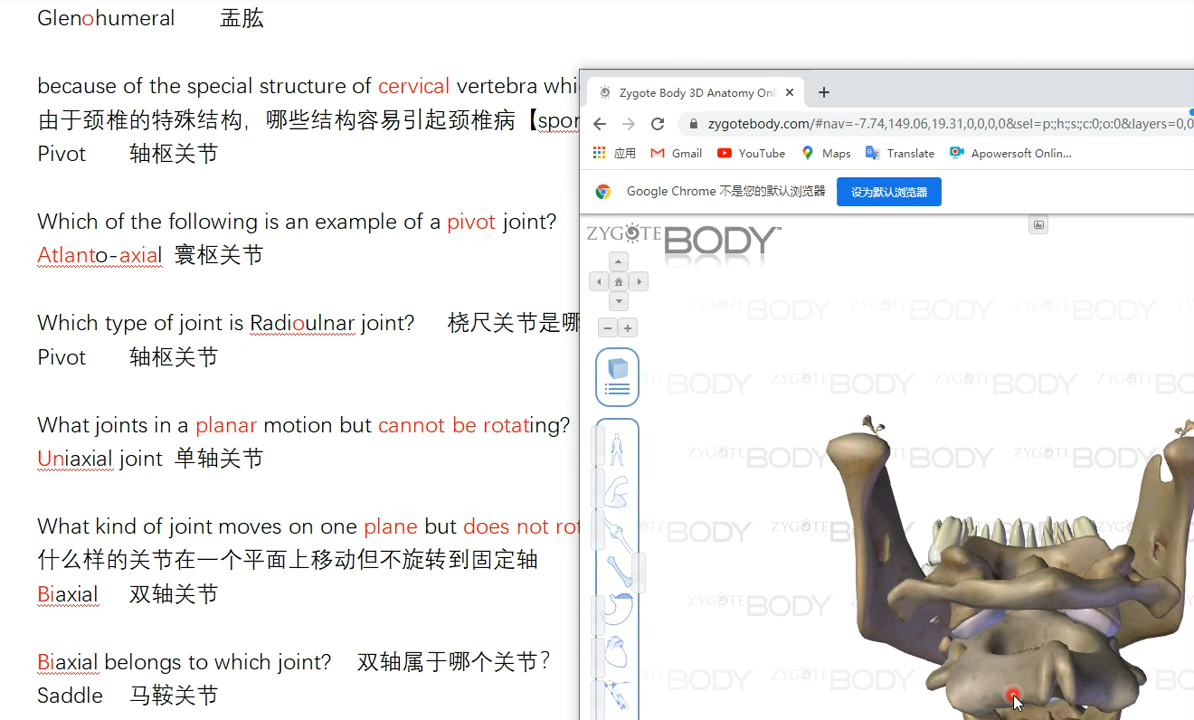 Glenohumeral 盂肱
because of the special structure of cervical vertebra whi
由于颈椎的特殊结构，哪些结构容易引起颈椎病【spor
Pivot 轴枢关节
Which of the following is an example of a pivot joint?
Atlanto-axial 寰枢关节
Which type of joint is Radioulnar joint? 桡尺关节是哪
Pivot 轴枢关节
What joints in a planar motion but cannot be rotating?
Uniaxial joint 单轴关节
What kind of joint moves on one plane but does not rot
什么样的关节在一个平面上移动但不旋转到固定轴
Biaxial 双轴关节
Biaxial belongs to which joint? 双轴属于哪个关节？
Saddle 马鞍关节
Zygote Body 3D Anatomy Onl
zygotebody.com/#nav=-7.74,149.06,19.31,0,0,0,0&sel=p:;h:;s:;c:0;o:0&layers=0,0
应用 Gmail YouTube Maps Translate Apowersoft Onlin...
Google Chrome 不是您的默认浏览器 设为默认浏览器
ZYGOTE BODY™